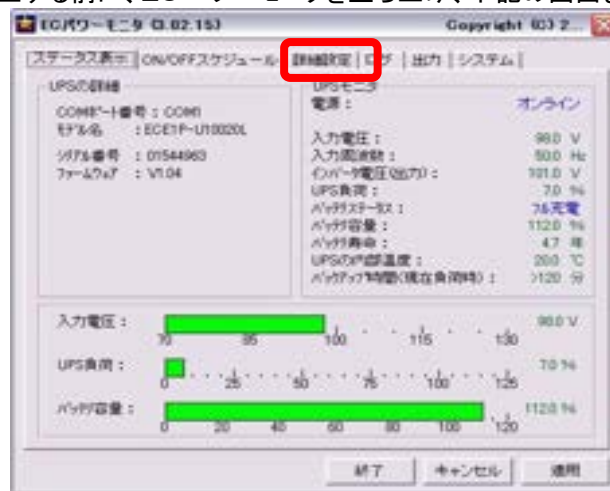 ECパワーモニタ (3.02.15) Copyright (C) 2...
ステータス表示 ON/OFFスケジュール 詳細設定 ログ 出力 システム
UPSの詳細
COMポート番号 : COM1
モデル名 : ECE1P-U10020L
シリアル番号 : 01544963
ファームウェア : V1.04
UPSモニタ
電源 : オンライン
入力電圧 : 98.0 V
入力周波数 : 50.0 Hz
インバータ電圧(出力) : 101.0 V
UPS負荷 : 7.0 %
バッテリステータス1 : フル充電
バッテリ容量 : 112.0 %
バッテリ寿命 : 4.7 年
UPSの内部温度 : 20.0 ℃
バックアップ時間(現在負荷時) : >120 分
入力電圧 : 98.0 V
70 85 100 115 130
UPS負荷 : 7.0 %
0 25 50 75 100 125
バッテリ容量 : 112.0 %
0 20 40 60 80 100 120
終了 キャンセル 適用